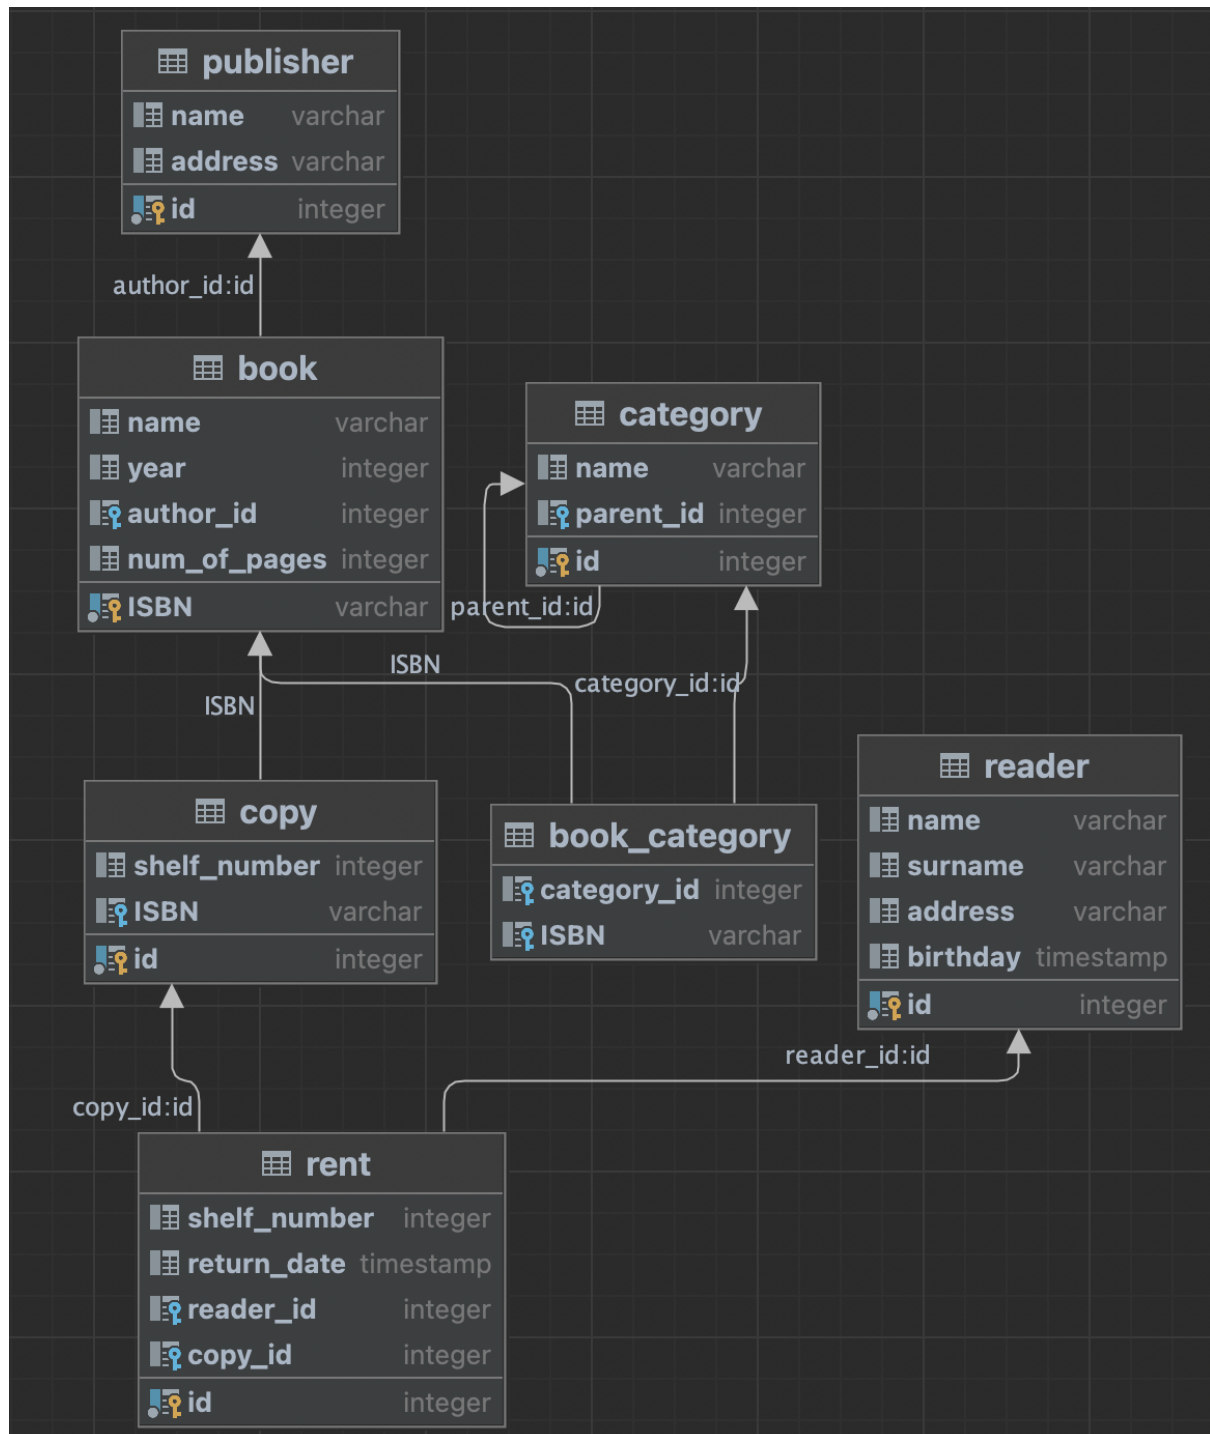 publisher
name varchar
address varchar
id integer
author_id:id
book
name varchar
year integer
author_id integer
num_of_pages integer
ISBN varchar
category
name varchar
parent_id integer
id integer
parent_id:id
ISBN
category_id:id
ISBN
copy
shelf_number integer
ISBN varchar
id integer
book_category
category_id integer
ISBN varchar
reader
name varchar
surname varchar
address varchar
birthday timestamp
id integer
reader_id:id
copy_id:id
rent
shelf_number integer
return_date timestamp
reader_id integer
copy_id integer
id integer